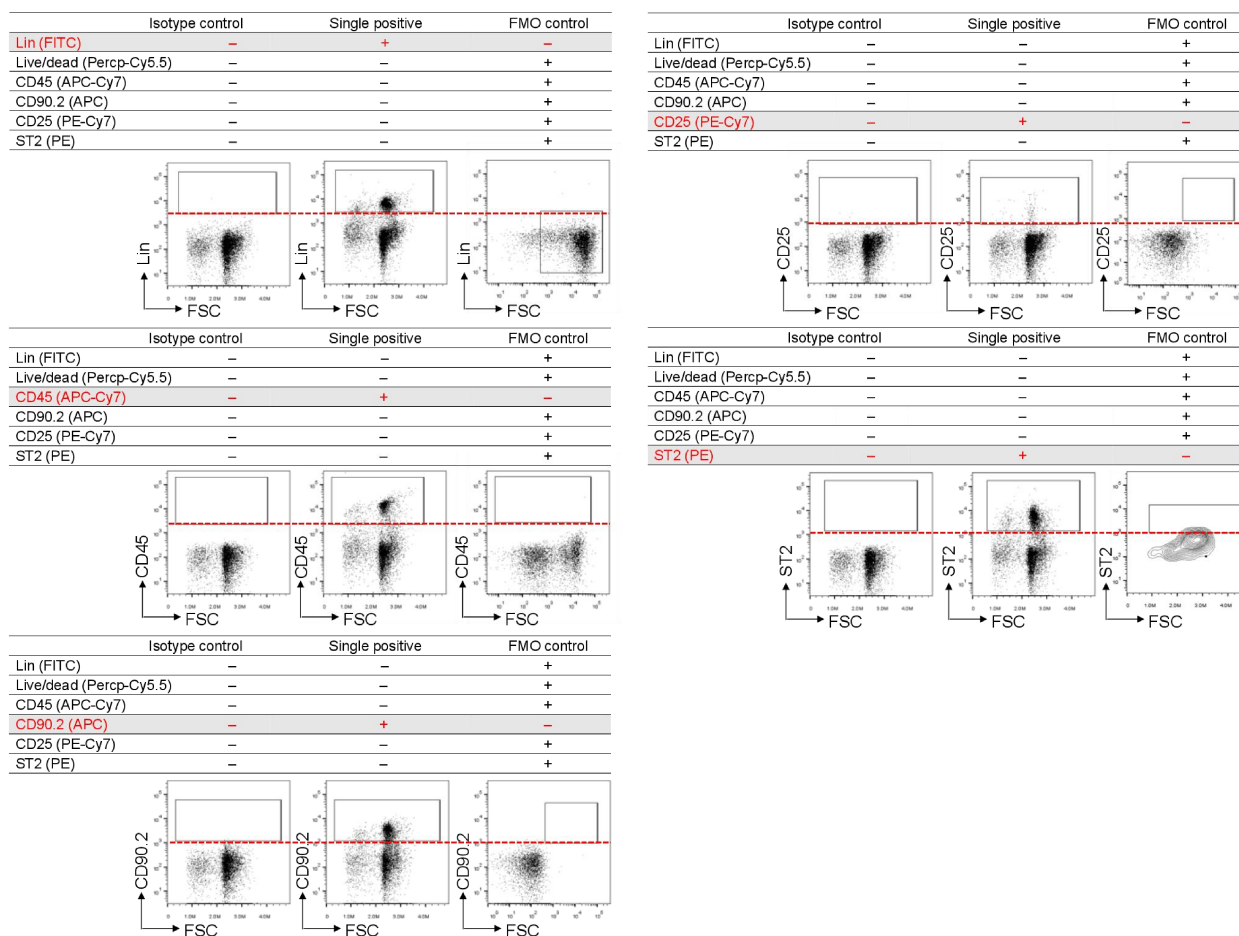 Isotype control Single positive FMO control
Lin (FITC) – + –
Live/dead (Percp-Cy5.5) – – +
CD45 (APC-Cy7) – – +
CD90.2 (APC) – – +
CD25 (PE-Cy7) – – +
ST2 (PE) – – +
Lin Lin Lin
FSC FSC FSC
Isotype control Single positive FMO control
Lin (FITC) – – +
Live/dead (Percp-Cy5.5) – – +
CD45 (APC-Cy7) – + –
CD90.2 (APC) – – +
CD25 (PE-Cy7) – – +
ST2 (PE) – – +
CD45 CD45 CD45
FSC FSC FSC
Isotype control Single positive FMO control
Lin (FITC) – – +
Live/dead (Percp-Cy5.5) – – +
CD45 (APC-Cy7) – – +
CD90.2 (APC) – + –
CD25 (PE-Cy7) – – +
ST2 (PE) – – +
CD90.2 CD90.2 CD90.2
FSC FSC FSC
Isotype control Single positive FMO control
Lin (FITC) – – +
Live/dead (Percp-Cy5.5) – – +
CD45 (APC-Cy7) – – +
CD90.2 (APC) – – +
CD25 (PE-Cy7) – + –
ST2 (PE) – – +
CD25 CD25 CD25
FSC FSC FSC
Isotype control Single positive FMO control
Lin (FITC) – – +
Live/dead (Percp-Cy5.5) – – +
CD45 (APC-Cy7) – – +
CD90.2 (APC) – – +
CD25 (PE-Cy7) – – +
ST2 (PE) – + –
ST2 ST2 ST2
FSC FSC FSC